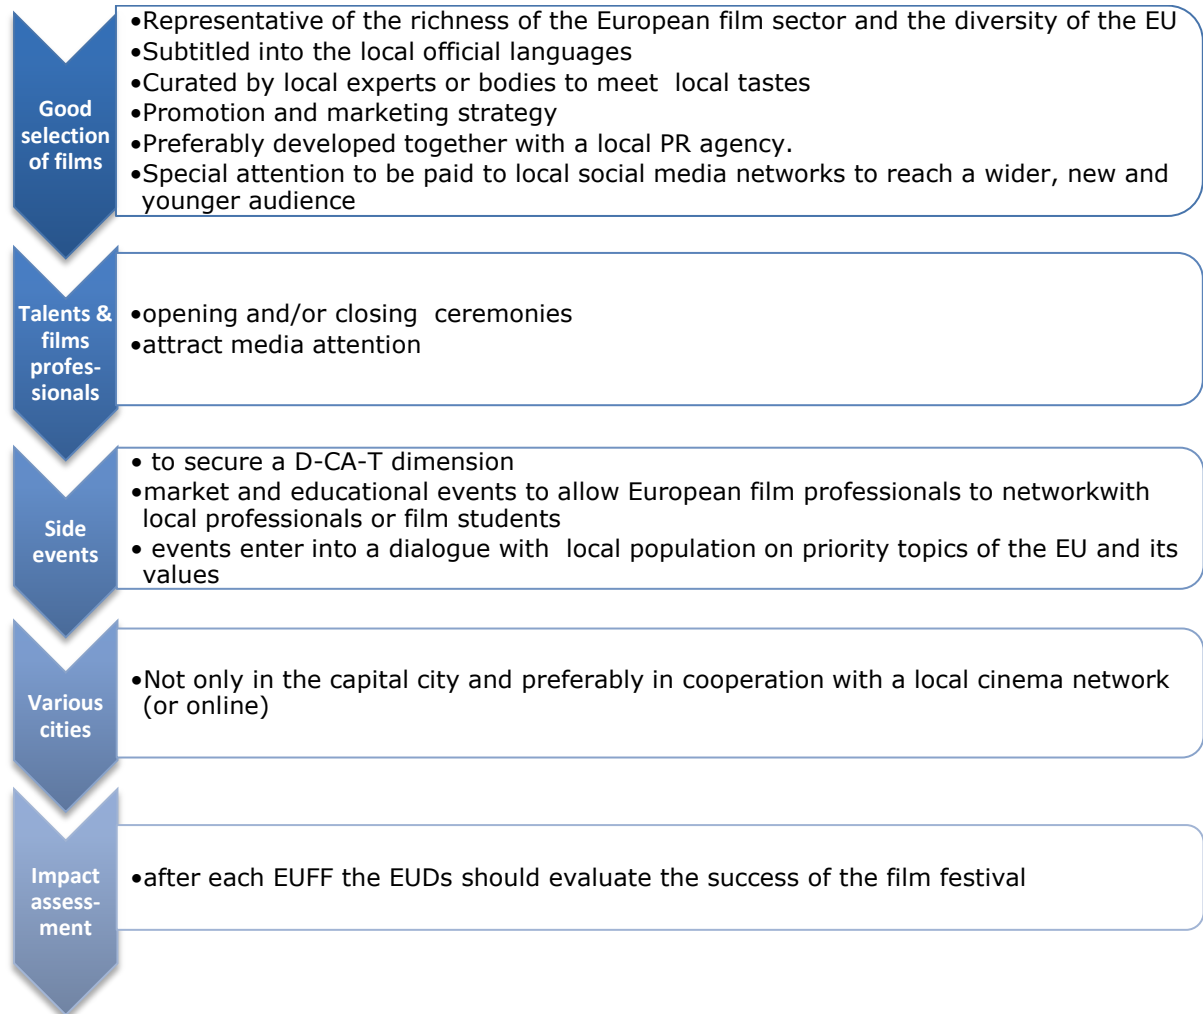 Good
selection
of films
•Representative of the richness of the European film sector and the diversity of the EU
•Subtitled into the local official languages
•Curated by local experts or bodies to meet  local tastes
•Promotion and marketing strategy
•Preferably developed together with a local PR agency.
•Special attention to be paid to local social media networks to reach a wider, new and
younger audience
Talents &
films
profes-
sionals
•opening and/or closing  ceremonies
•attract media attention
Side
events
• to secure a D-CA-T dimension
•market and educational events to allow European film professionals to networkwith
local professionals or film students
• events enter into a dialogue with  local population on priority topics of the EU and its
values
Various
cities
•Not only in the capital city and preferably in cooperation with a local cinema network
(or online)
Impact
assess-
ment
•after each EUFF the EUDs should evaluate the success of the film festival